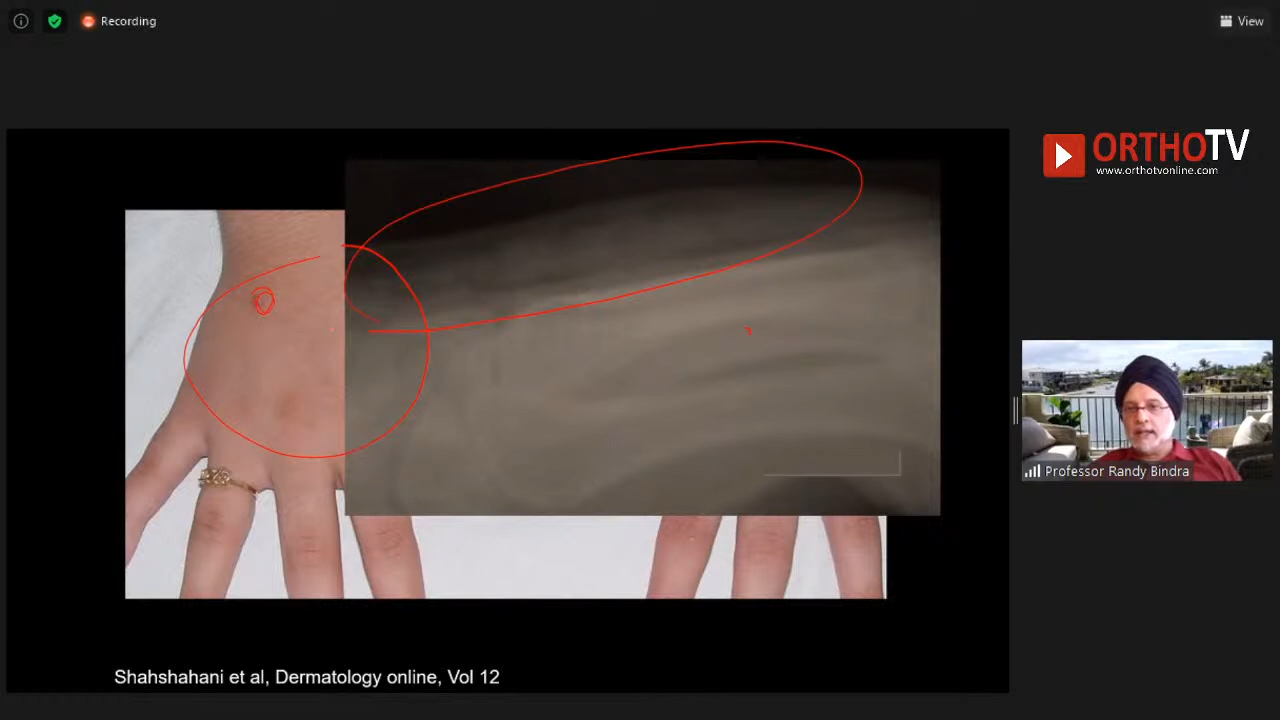 Recording
View
ORTHOTV
www.orthotvonline.com
Professor Randy Bindra
Shahshahani et al, Dermatology online, Vol 12